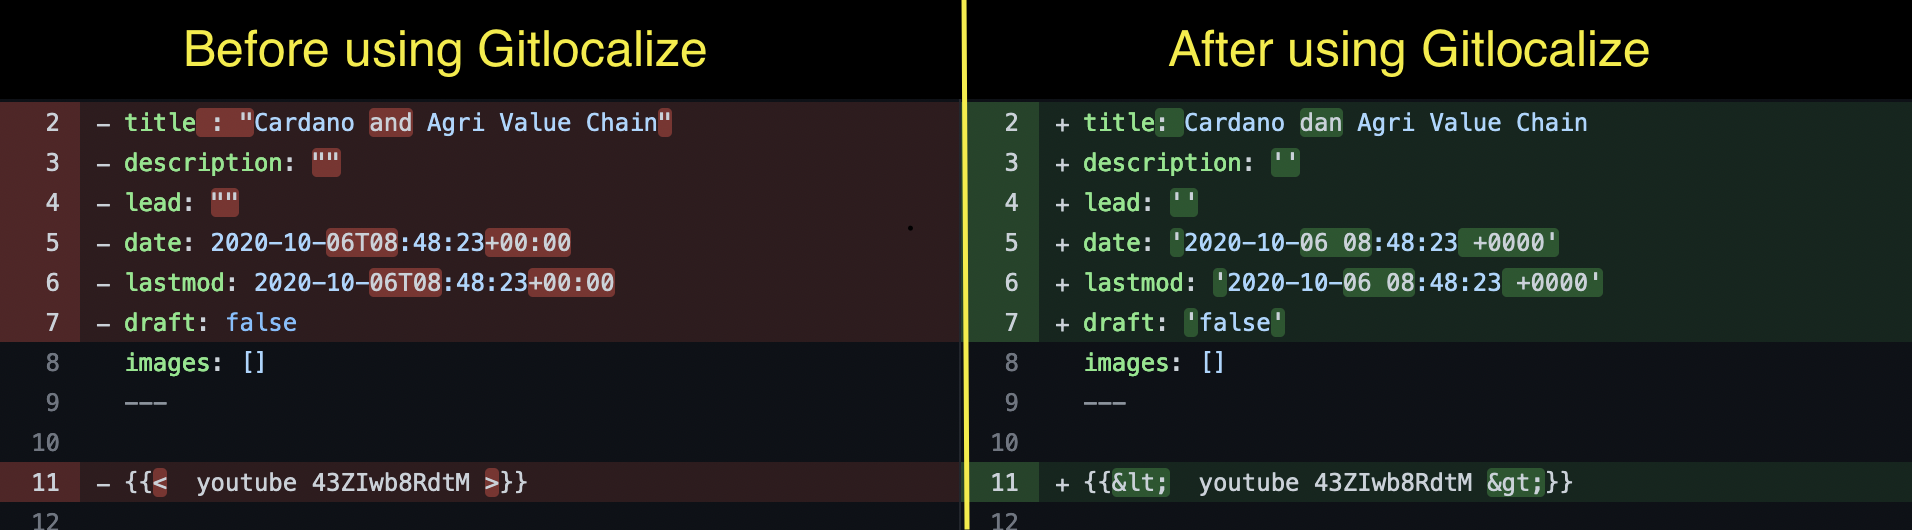 Before using Gitlocalize
2 – title : "Cardano and Agri Value Chain"
3 – description: ""
4 – lead: ""
5 – date: 2020-10-06T08:48:23+00:00
6 – lastmod: 2020-10-06T08:48:23+00:00
7 – draft: false
8 images: []
9 ---
10
11 – {{<  youtube 43ZIwb8RdtM >}}
12
After using Gitlocalize
2 + title: Cardano dan Agri Value Chain
3 + description: ''
4 + lead: ''
5 + date: '2020-10-06 08:48:23 +0000'
6 + lastmod: '2020-10-06 08:48:23 +0000'
7 + draft: 'false'
8 images: []
9 ---
10
11 + {{&lt;  youtube 43ZIwb8RdtM &gt;}}
12